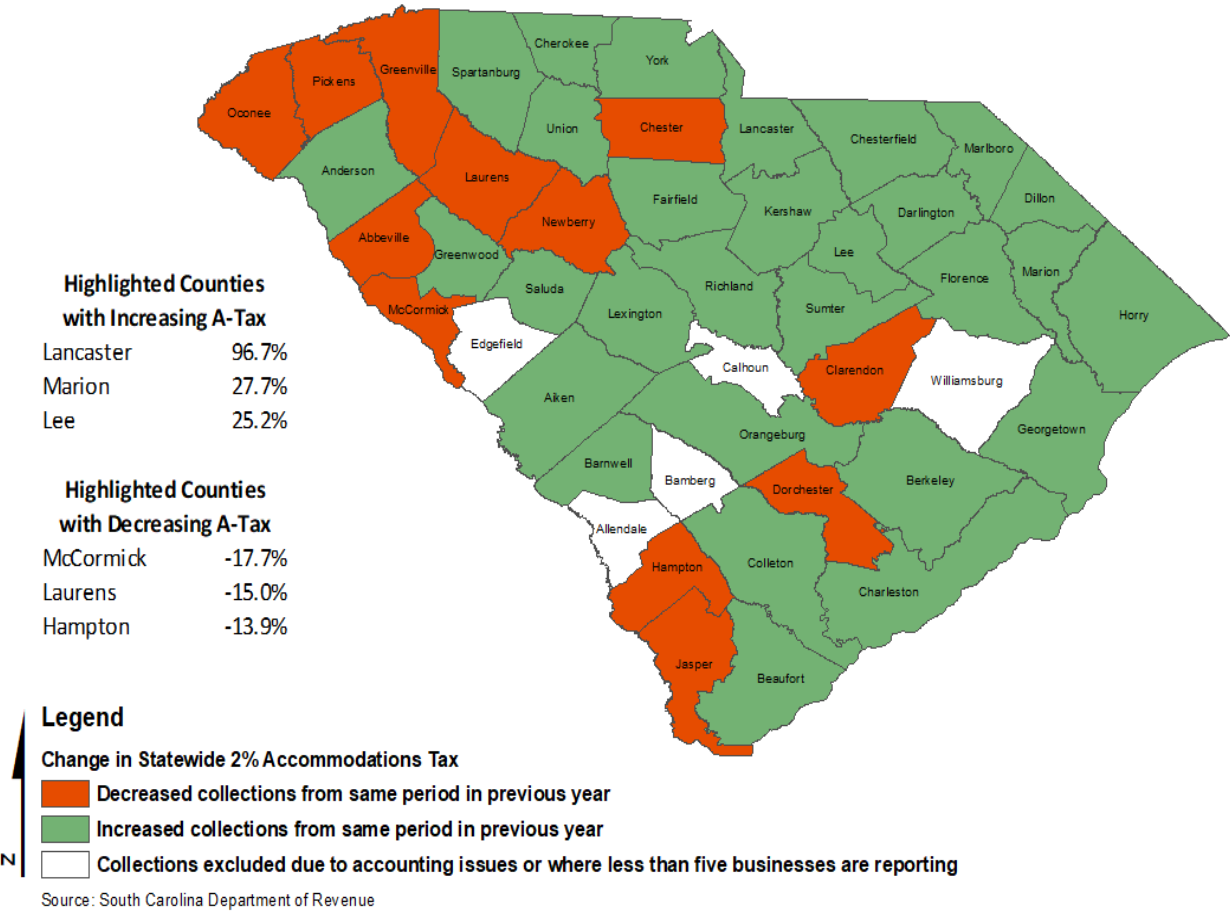 Cherokee
York
Greenville
Spartanburg
Pickens
Oconee
Union
Chester
Lancaster
Chesterfield
Marlboro
Anderson
Laurens
Fairfield
Kershaw
Darlington
Dillon
Newberry
Abbeville
Greenwood
Lee
Florence
Marion
Saluda
Richland
Sumter
Horry
McCormick
Lexington
Edgefield
Calhoun
Clarendon
Williamsburg
Aiken
Orangeburg
Georgetown
Barnwell
Bamberg
Dorchester
Berkeley
Allendale
Hampton
Colleton
Charleston
Jasper
Beaufort
Highlighted Counties
with Increasing A-Tax
Lancaster 96.7%
Marion 27.7%
Lee 25.2%
Highlighted Counties
with Decreasing A-Tax
McCormick -17.7%
Laurens -15.0%
Hampton -13.9%
Legend
Change in Statewide 2% Accommodations Tax
Decreased collections from same period in previous year
Increased collections from same period in previous year
Collections excluded due to accounting issues or where less than five businesses are reporting
N
Source: South Carolina Department of Revenue